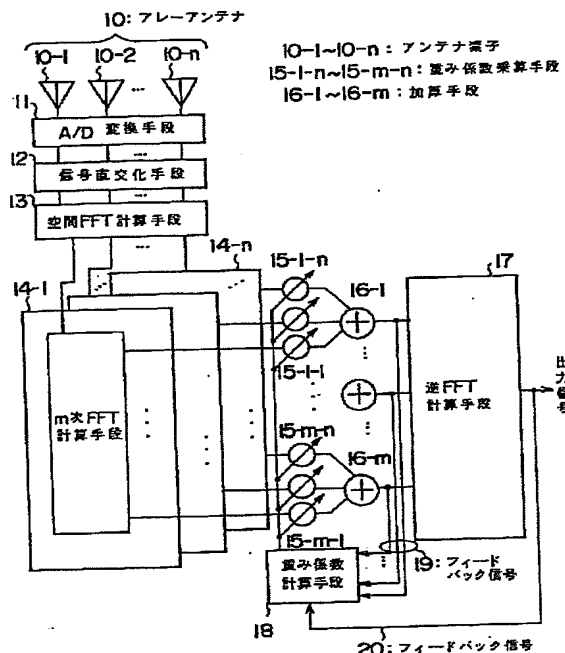 10: アレーアンテナ
10-1 10-2 10-n
10-1~10-n: アンテナ素子
15-1-n~15-m-n: 重み係数乗算手段
16-1~16-m: 加算手段
11
A/D 変換手段
12
信号直交化手段
13
空間FFT計算手段
14-n
14-1
15-1-n
16-1
17
15-1-1
m次FFT
計算手段
逆FFT
計算手段
出力信号
15-m-n
16-m
15-m-1
重み係数
計算手段
18
19: フィード
バック信号
20: フィードバック信号